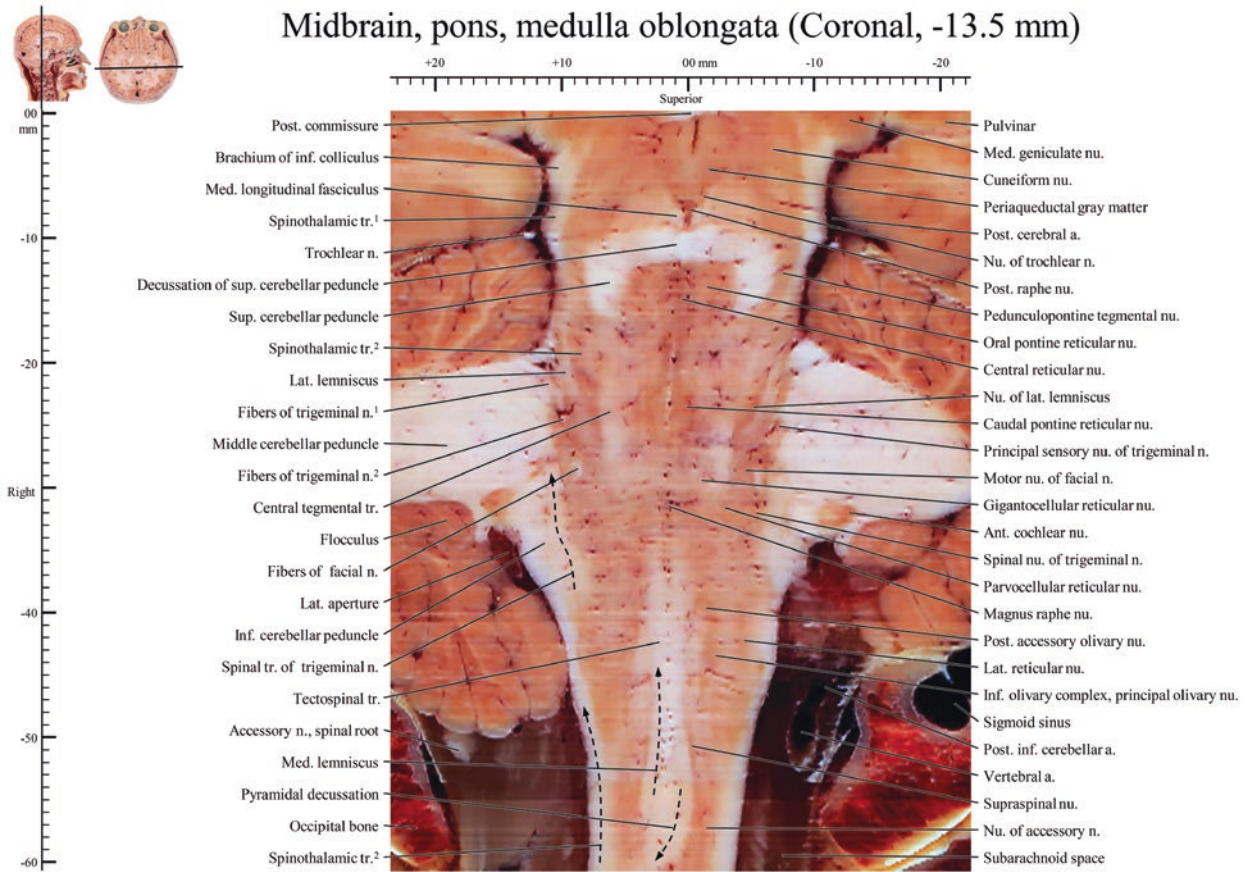 Midbrain, pons, medulla oblongata (Coronal, -13.5 mm)
+20 +10 00 mm -10 -20
Superior
00
mm
-10
-20
Right
-40
-50
-60
Post. commissure
Brachium of inf. colliculus
Med. longitudinal fasciculus
Spinothalamic tr.¹
Trochlear n.
Decussation of sup. cerebellar peduncle
Sup. cerebellar peduncle
Spinothalamic tr.²
Lat. lemniscus
Fibers of trigeminal n.¹
Middle cerebellar peduncle
Fibers of trigeminal n.²
Central tegmental tr.
Flocculus
Fibers of facial n.
Lat. aperture
Inf. cerebellar peduncle
Spinal tr. of trigeminal n.
Tectospinal tr.
Accessory n., spinal root
Med. lemniscus
Pyramidal decussation
Occipital bone
Spinothalamic tr.²
Pulvinar
Med. geniculate nu.
Cuneiform nu.
Periaqueductal gray matter
Post. cerebral a.
Nu. of trochlear n.
Post. raphe nu.
Pedunculopontine tegmental nu.
Oral pontine reticular nu.
Central reticular nu.
Nu. of lat. lemniscus
Caudal pontine reticular nu.
Principal sensory nu. of trigeminal n.
Motor nu. of facial n.
Gigantocellular reticular nu.
Ant. cochlear nu.
Spinal nu. of trigeminal n.
Parvocellular reticular nu.
Magnus raphe nu.
Post. accessory olivary nu.
Lat. reticular nu.
Inf. olivary complex, principal olivary nu.
Sigmoid sinus
Post. inf. cerebellar a.
Vertebral a.
Supraspinal nu.
Nu. of accessory n.
Subarachnoid space